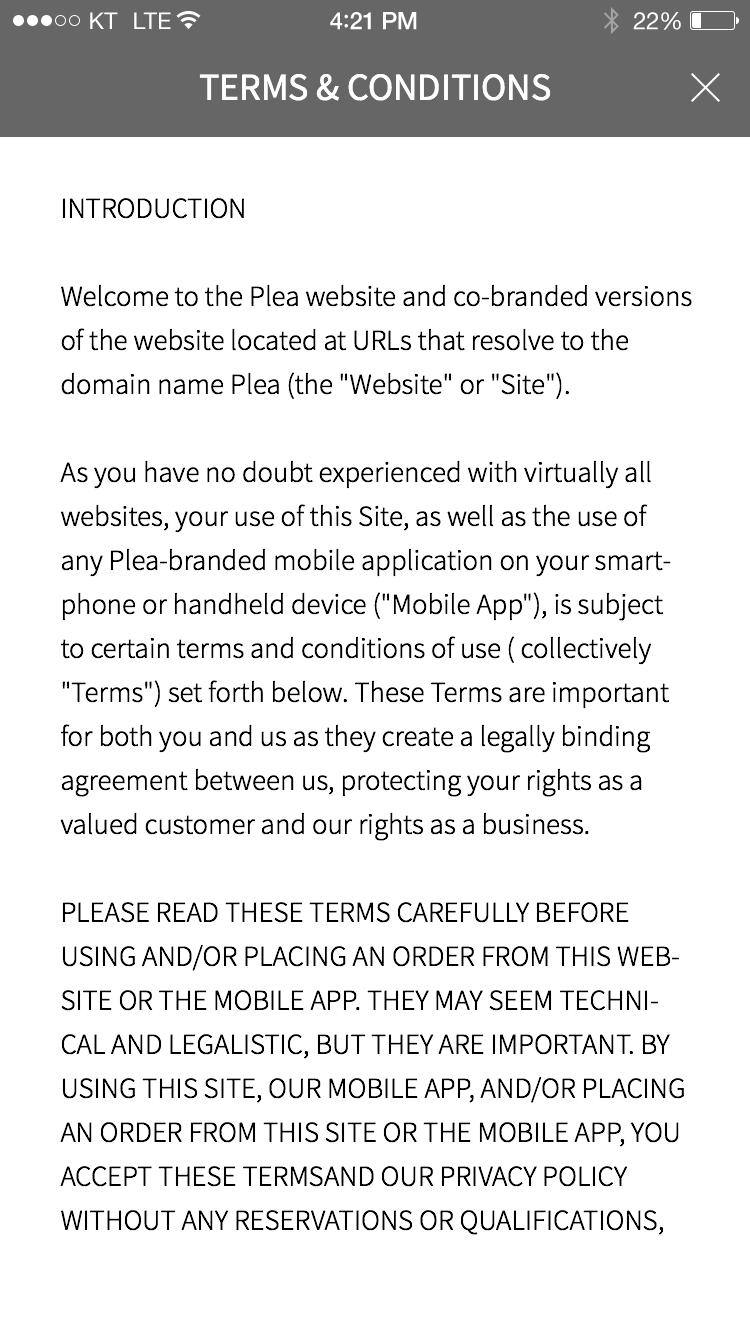 KT LTE 4:21 PM 22%
TERMS & CONDITIONS
INTRODUCTION
Welcome to the Plea website and co-branded versions
of the website located at URLs that resolve to the
domain name Plea (the "Website" or "Site").
As you have no doubt experienced with virtually all
websites, your use of this Site, as well as the use of
any Plea-branded mobile application on your smart-
phone or handheld device ("Mobile App"), is subject
to certain terms and conditions of use ( collectively
"Terms") set forth below. These Terms are important
for both you and us as they create a legally binding
agreement between us, protecting your rights as a
valued customer and our rights as a business.
PLEASE READ THESE TERMS CAREFULLY BEFORE
USING AND/OR PLACING AN ORDER FROM THIS WEB-
SITE OR THE MOBILE APP. THEY MAY SEEM TECHNI-
CAL AND LEGALISTIC, BUT THEY ARE IMPORTANT. BY
USING THIS SITE, OUR MOBILE APP, AND/OR PLACING
AN ORDER FROM THIS SITE OR THE MOBILE APP, YOU
ACCEPT THESE TERMSAND OUR PRIVACY POLICY
WITHOUT ANY RESERVATIONS OR QUALIFICATIONS,